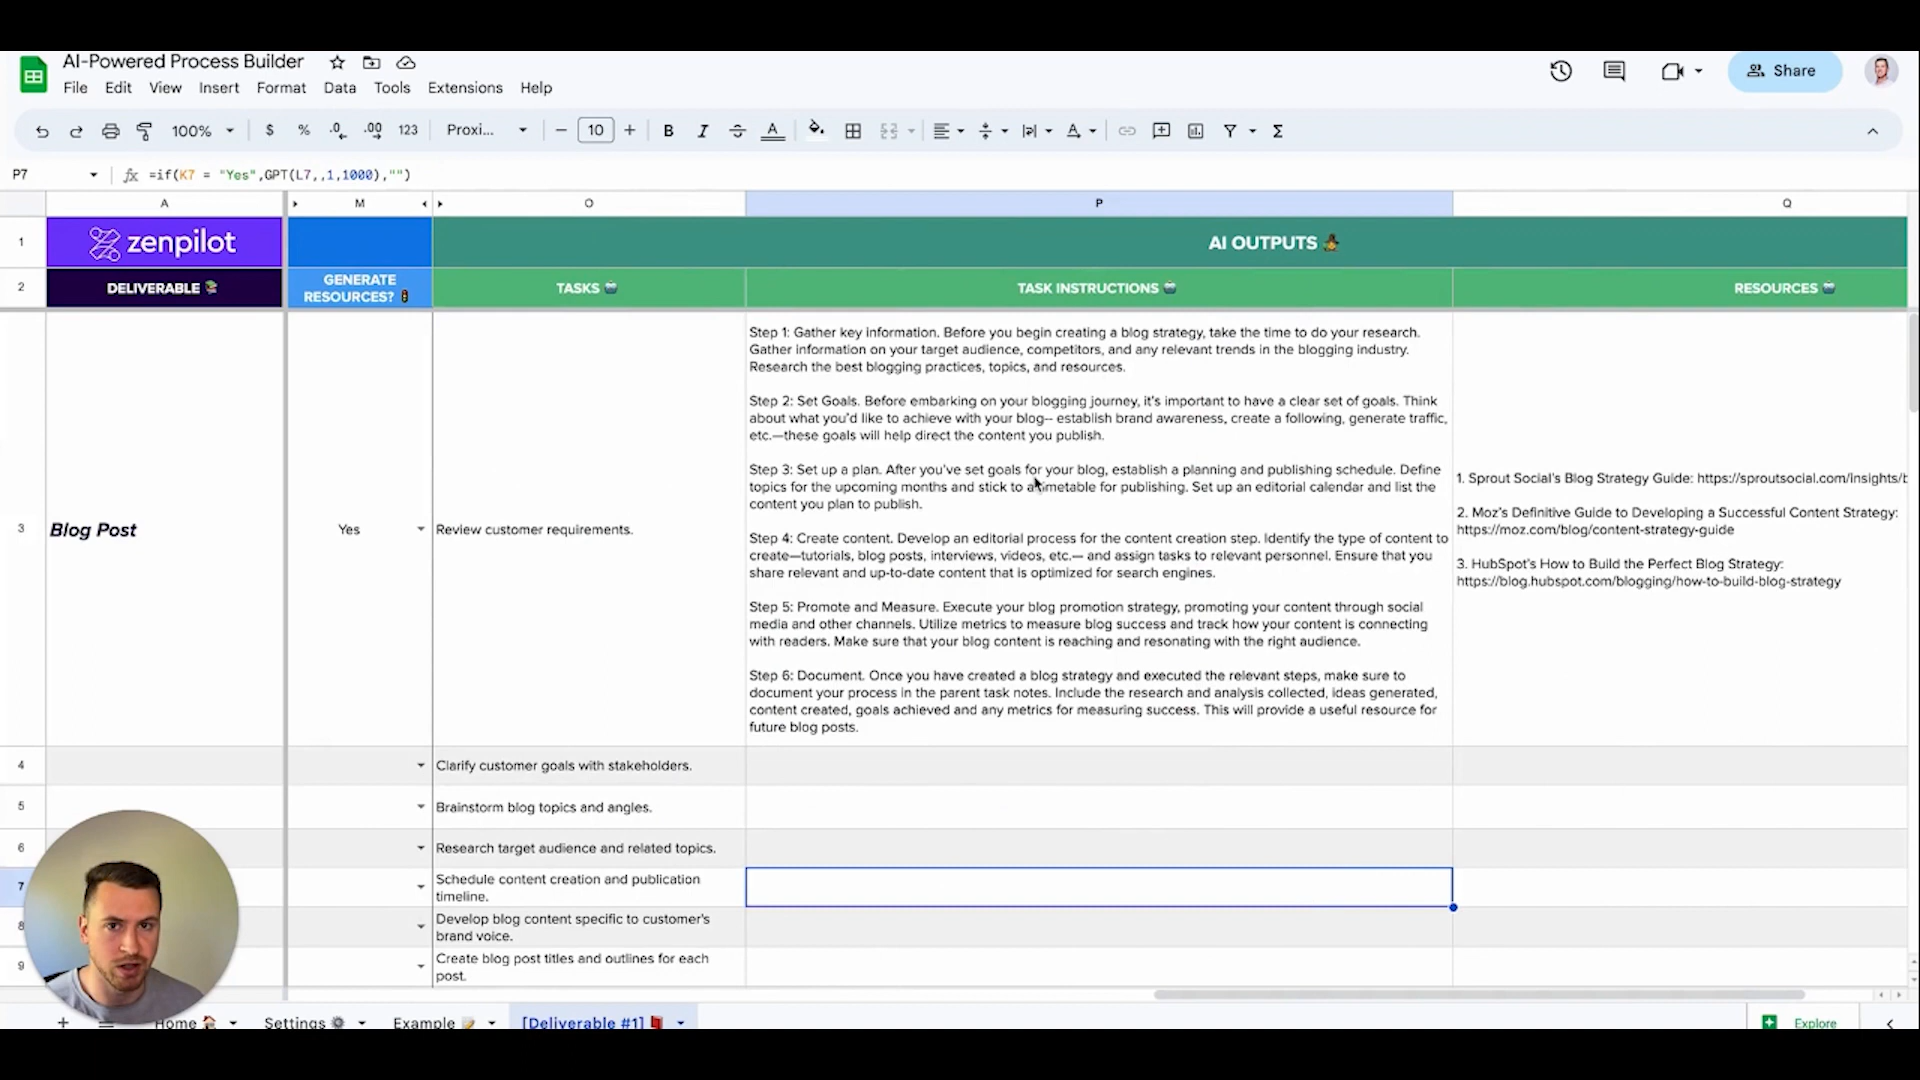 AI-Powered Process Builder
Share
File Edit View Insert Format Data Tools Extensions Help
100% $ % .0 .00 123 Proxi... 10 B I A
P7 fx =if(K7 = "Yes",GPT(L7,,1,1000),"")
A M O P Q
1 zenpilot AI OUTPUTS
2 DELIVERABLE GENERATE RESOURCES? TASKS TASK INSTRUCTIONS RESOURCES
Step 1: Gather key information. Before you begin creating a blog strategy, take the time to do your research.
Gather information on your target audience, competitors, and any relevant trends in the blogging industry.
Research the best blogging practices, topics, and resources.
Step 2: Set Goals. Before embarking on your blogging journey, it's important to have a clear set of goals. Think
about what you'd like to achieve with your blog-- establish brand awareness, create a following, generate traffic,
etc.—these goals will help direct the content you publish.
Step 3: Set up a plan. After you've set goals for your blog, establish a planning and publishing schedule. Define
topics for the upcoming months and stick to a timetable for publishing. Set up an editorial calendar and list the
content you plan to publish.
Step 4: Create content. Develop an editorial process for the content creation step. Identify the type of content to
create—tutorials, blog posts, interviews, videos, etc.— and assign tasks to relevant personnel. Ensure that you
share relevant and up-to-date content that is optimized for search engines.
Step 5: Promote and Measure. Execute your blog promotion strategy, promoting your content through social
media and other channels. Utilize metrics to measure blog success and track how your content is connecting
with readers. Make sure that your blog content is reaching and resonating with the right audience.
Step 6: Document. Once you have created a blog strategy and executed the relevant steps, make sure to
document your process in the parent task notes. Include the research and analysis collected, ideas generated,
content created, goals achieved and any metrics for measuring success. This will provide a useful resource for
future blog posts.
1. Sprout Social's Blog Strategy Guide: https://sproutsocial.com/insights/b
2. Moz's Definitive Guide to Developing a Successful Content Strategy:
https://moz.com/blog/content-strategy-guide
3. HubSpot's How to Build the Perfect Blog Strategy:
https://blog.hubspot.com/blogging/how-to-build-blog-strategy
3 Blog Post Yes Review customer requirements.
4 Clarify customer goals with stakeholders.
5 Brainstorm blog topics and angles.
6 Research target audience and related topics.
7 Schedule content creation and publication
timeline.
8 Develop blog content specific to customer's
brand voice.
9 Create blog post titles and outlines for each
post.
Home Settings Example [Deliverable #1] Explore